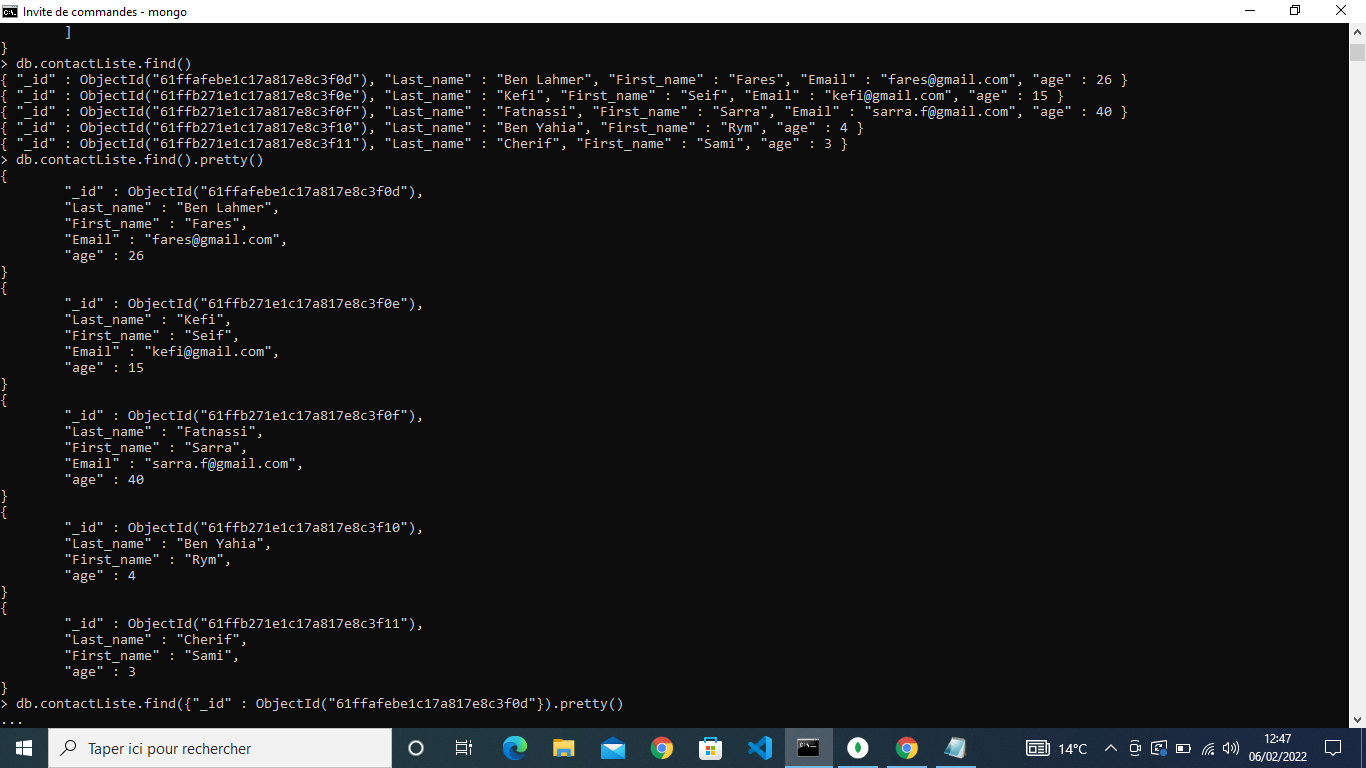 Invite de commandes - mongo
]
}
> db.contactListe.find()
{ "_id" : ObjectId("61ffafebe1c17a817e8c3f0d"), "Last_name" : "Ben Lahmer", "First_name" : "Fares", "Email" : "fares@gmail.com", "age" : 26 }
{ "_id" : ObjectId("61ffb271e1c17a817e8c3f0e"), "Last_name" : "Kefi", "First_name" : "Seif", "Email" : "kefi@gmail.com", "age" : 15 }
{ "_id" : ObjectId("61ffb271e1c17a817e8c3f0f"), "Last_name" : "Fatnassi", "First_name" : "Sarra", "Email" : "sarra.f@gmail.com", "age" : 40 }
{ "_id" : ObjectId("61ffb271e1c17a817e8c3f10"), "Last_name" : "Ben Yahia", "First_name" : "Rym", "age" : 4 }
{ "_id" : ObjectId("61ffb271e1c17a817e8c3f11"), "Last_name" : "Cherif", "First_name" : "Sami", "age" : 3 }
> db.contactListe.find().pretty()
{
"_id" : ObjectId("61ffafebe1c17a817e8c3f0d"),
"Last_name" : "Ben Lahmer",
"First_name" : "Fares",
"Email" : "fares@gmail.com",
"age" : 26
}
{
"_id" : ObjectId("61ffb271e1c17a817e8c3f0e"),
"Last_name" : "Kefi",
"First_name" : "Seif",
"Email" : "kefi@gmail.com",
"age" : 15
}
{
"_id" : ObjectId("61ffb271e1c17a817e8c3f0f"),
"Last_name" : "Fatnassi",
"First_name" : "Sarra",
"Email" : "sarra.f@gmail.com",
"age" : 40
}
{
"_id" : ObjectId("61ffb271e1c17a817e8c3f10"),
"Last_name" : "Ben Yahia",
"First_name" : "Rym",
"age" : 4
}
{
"_id" : ObjectId("61ffb271e1c17a817e8c3f11"),
"Last_name" : "Cherif",
"First_name" : "Sami",
"age" : 3
}
> db.contactListe.find({"_id" : ObjectId("61ffafebe1c17a817e8c3f0d"}).pretty()
...
Taper ici pour rechercher
14°C
12:47
06/02/2022